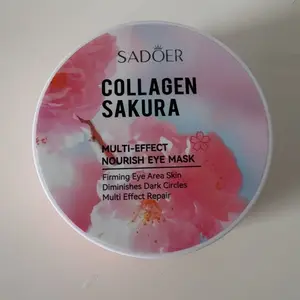 SADOER
COLLAGEN
SAKURA
MULTI-EFFECT
NOURISH EYE MASK
Firming Eye Area Skin
Diminishes Dark Circles
Multi Effect Repair